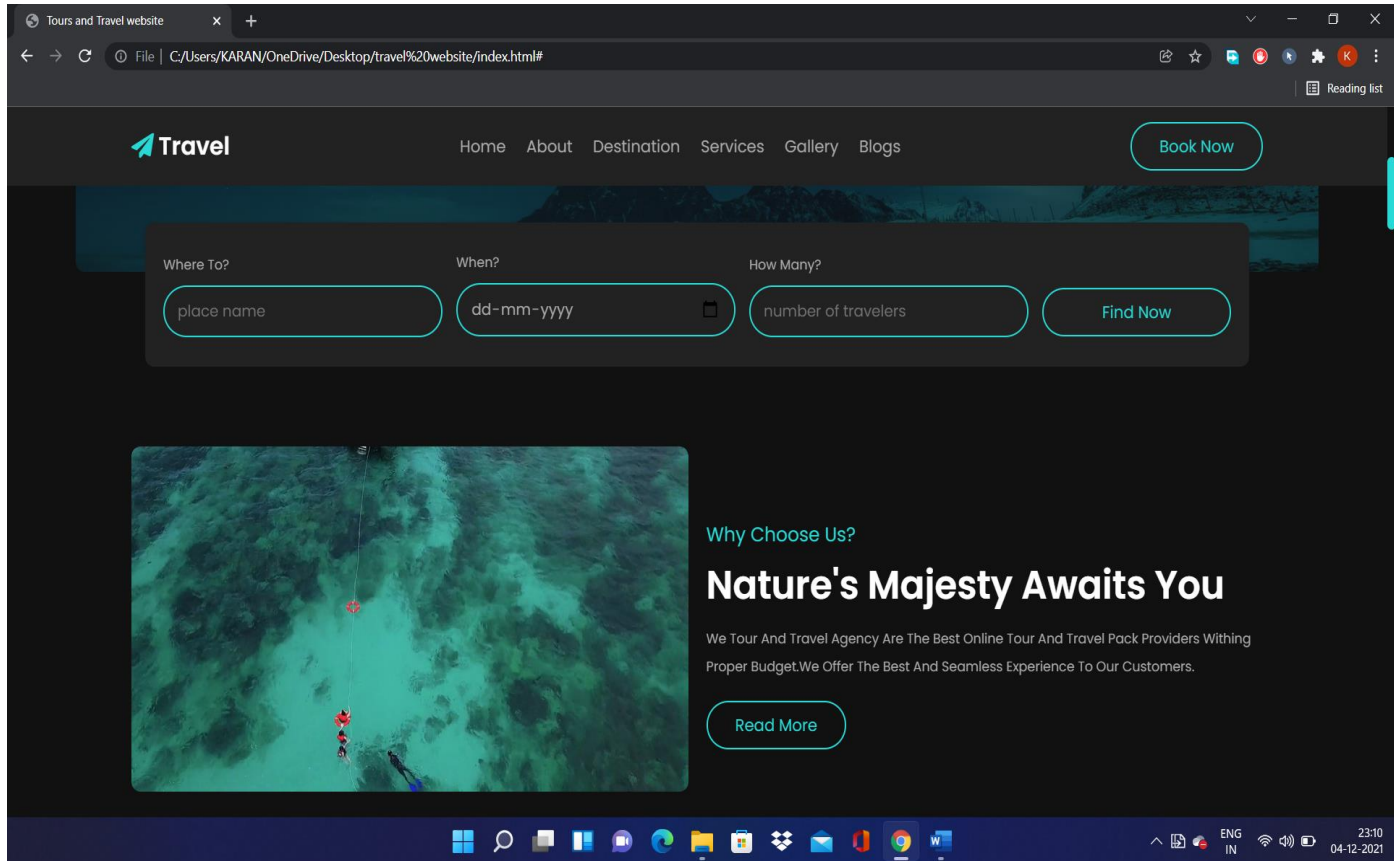 Tours and Travel website
File | C:/Users/KARAN/OneDrive/Desktop/travel%20website/index.html#
K
Reading list
Travel
Home About Destination Services Gallery Blogs
Book Now
Where To? When? How Many?
place name dd-mm-yyyy number of travelers Find Now
Why Choose Us?
Nature's Majesty Awaits You
We Tour And Travel Agency Are The Best Online Tour And Travel Pack Providers Withing
Proper Budget.We Offer The Best And Seamless Experience To Our Customers.
Read More
ENG 23:10
IN 04-12-2021